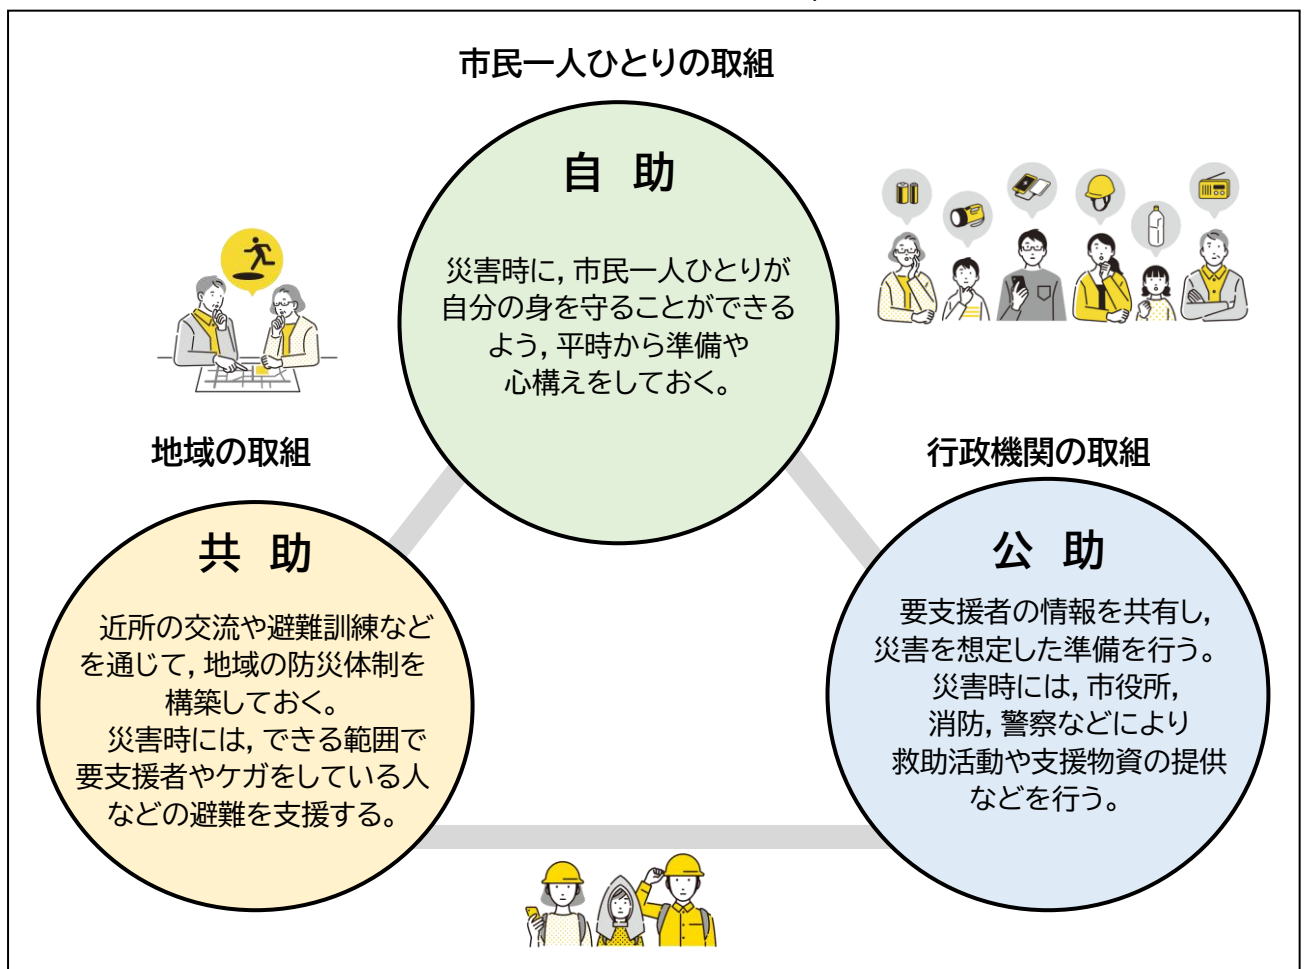 市民一人ひとりの取組
自 助
災害時に,市民一人ひとりが
自分の身を守ることができる
よう,平時から準備や
心構えをしておく。
地域の取組
共 助
近所の交流や避難訓練など
を通じて,地域の防災体制を
構築しておく。
災害時には,できる範囲で
要支援者やケガをしている人
などの避難を支援する。
行政機関の取組
公 助
要支援者の情報を共有し,
災害を想定した準備を行う。
災害時には,市役所,
消防,警察などにより
救助活動や支援物資の提供
などを行う。